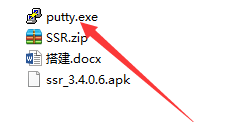 putty.exe
SSR.zip
搭建.docx
ssr_3.4.0.6.apk